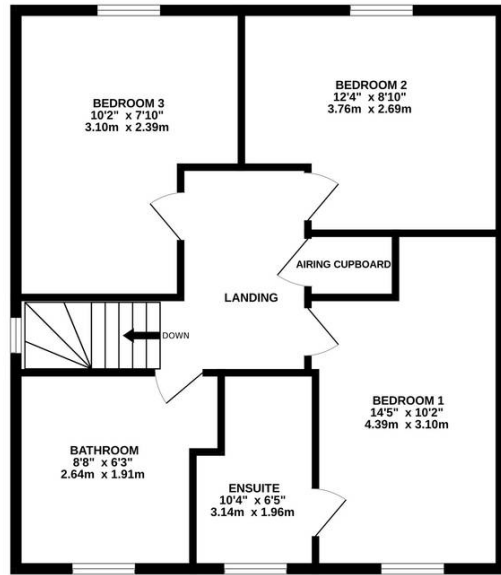 BEDROOM 3
10'2" x 7'10"
3.10m x 2.39m
BEDROOM 2
12'4" x 8'10"
3.76m x 2.69m
AIRING CUPBOARD
LANDING
DOWN
BEDROOM 1
14'5" x 10'2"
4.39m x 3.10m
BATHROOM
8'8" x 6'3"
2.64m x 1.91m
ENSUITE
10'4" x 6'5"
3.14m x 1.96m